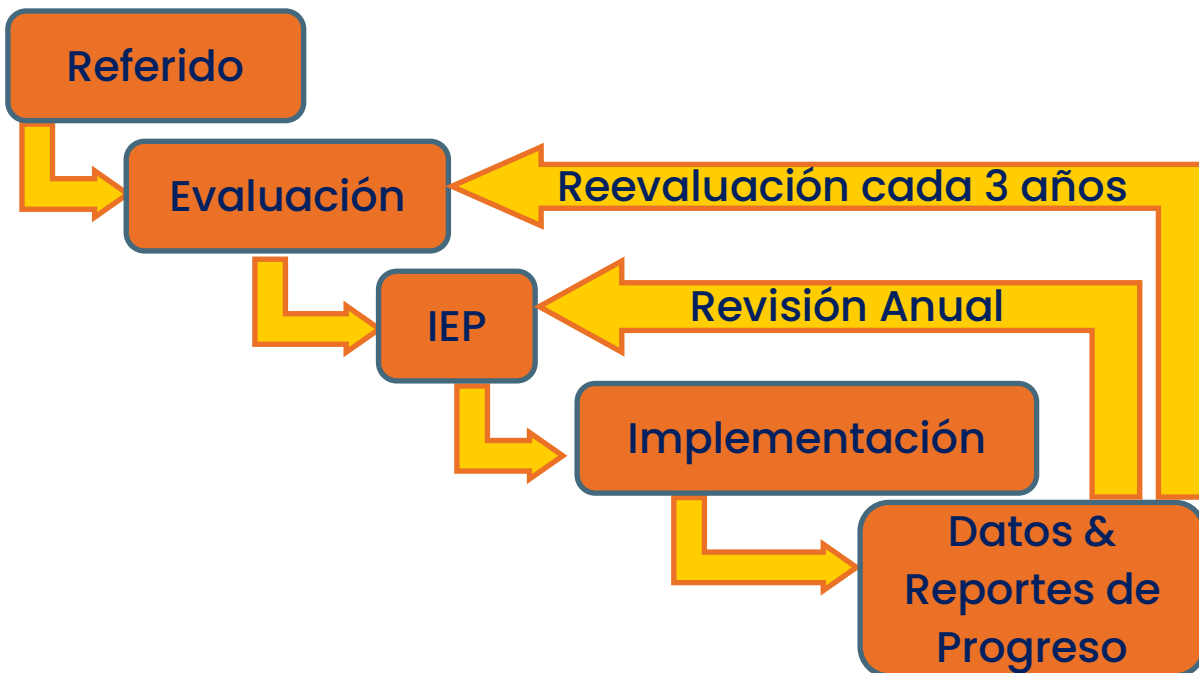 Referido
Evaluación
Reevaluación cada 3 años
IEP
Revisión Anual
Implementación
Datos &
Reportes de
Progreso